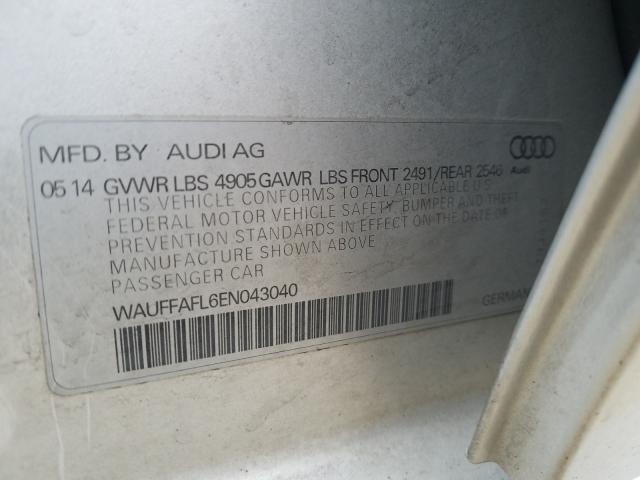 MFD. BY AUDI AG
Audi
05 14 GVWR LBS 4905 GAWR LBS FRONT 2491/REAR 2546
THIS VEHICLE CONFORMS TO ALL APPLICABLE U.S.
FEDERAL MOTOR VEHICLE SAFETY, BUMPER AND THEFT
PREVENTION STANDARDS IN EFFECT ON THE DATE OF
MANUFACTURE SHOWN ABOVE
PASSENGER CAR
WAUFFAFL6EN043040
GERMAN